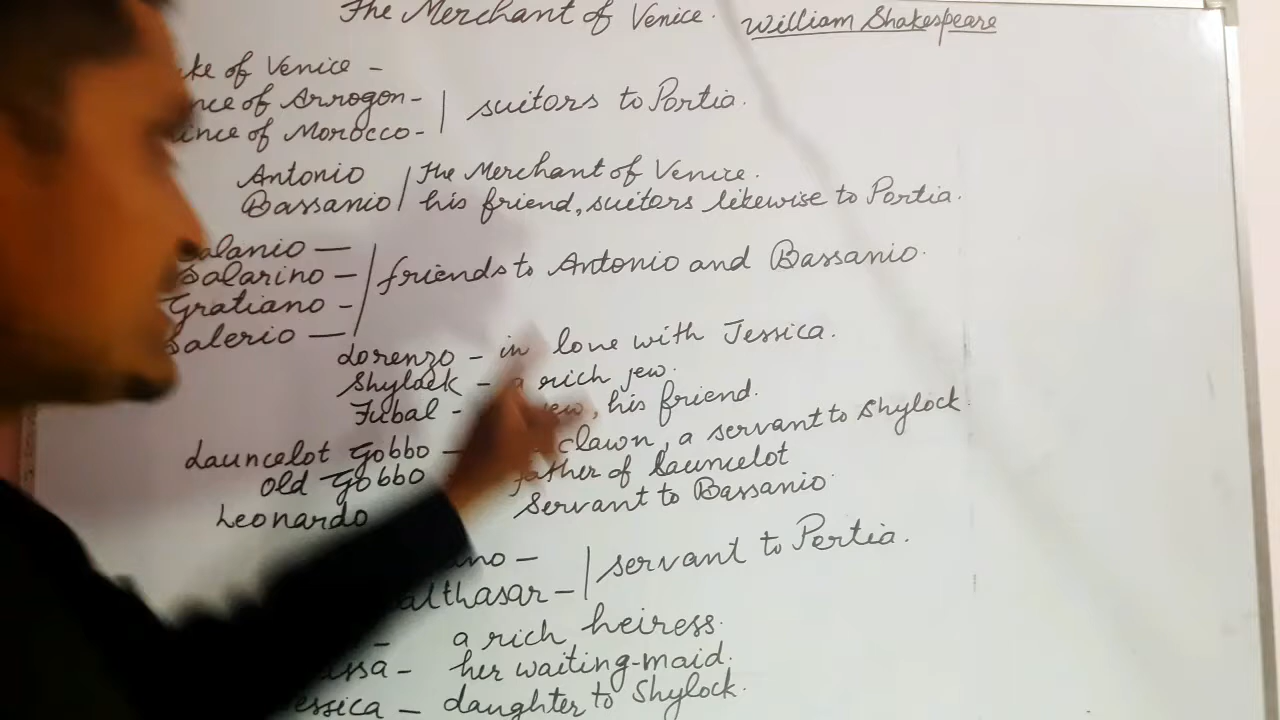 The Merchant of Venice. William Shakespeare
ke of Venice -
nce of Arrogon- | suitors to Portia.
ince of Morocco-
Antonio | The Merchant of Venice.
Bassanio | his friend, suitors likewise to Portia.
Salanio —
Salarino — | friends to Antonio and Bassanio.
Gratiano -
Salerio —
Lorenzo - in love with Jessica.
Shylock - a rich jew.
Tubal - jew, his friend.
Launcelot Gobbo — clawn, a servant to Shylock.
Old Gobbo father of Launcelot
Leonardo Servant to Bassanio.
ano — | servant to Portia.
althasar —
- a rich heiress.
issa - her waiting-maid.
essica — daughter to Shylock.